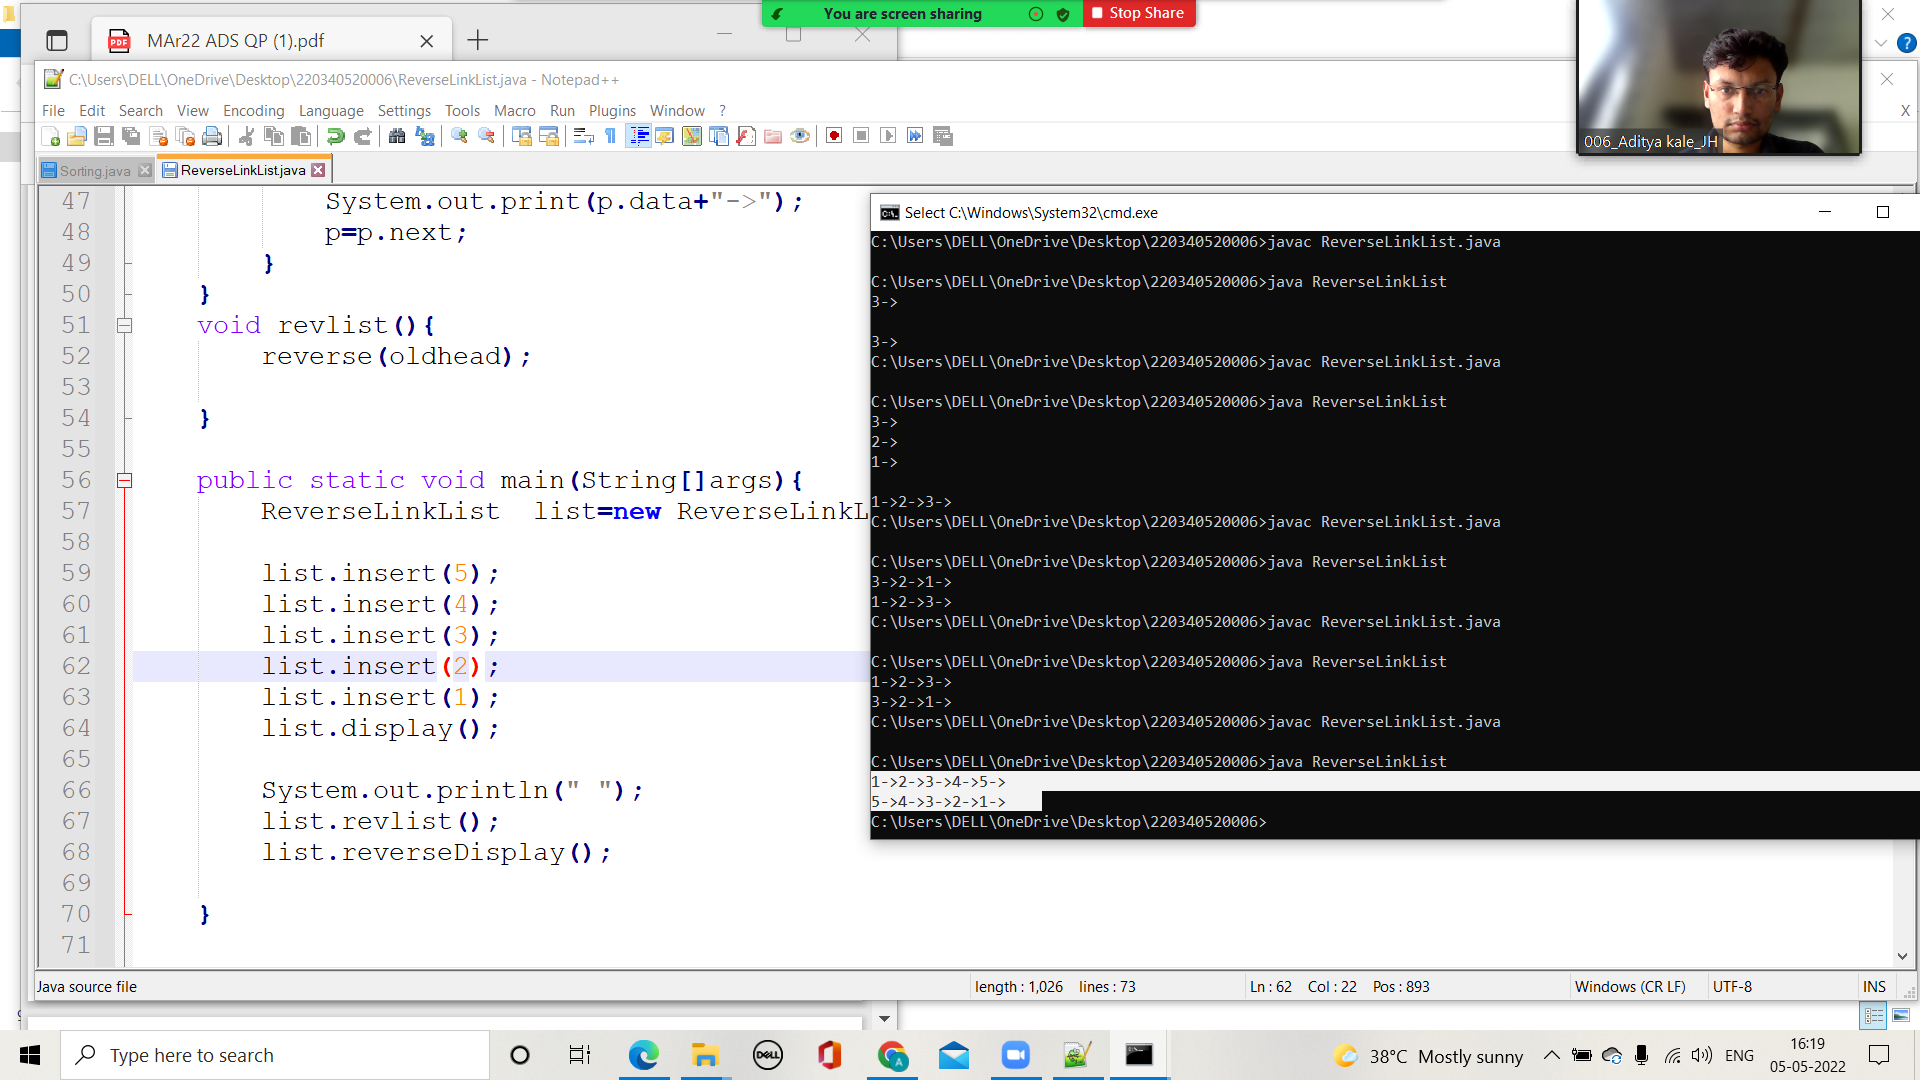 You are screen sharing
Stop Share
MAr22 ADS QP (1).pdf
C:\Users\DELL\OneDrive\Desktop\220340520006\ReverseLinkList.java - Notepad++
File Edit Search View Encoding Language Settings Tools Macro Run Plugins Window ?
X
Sorting.java
ReverseLinkList.java
47 System.out.print(p.data+"->");
48 p=p.next;
49 }
50 }
51 void revlist(){
52 reverse(oldhead);
53
54 }
55
56 public static void main(String[]args){
57 ReverseLinkList list=new ReverseLinkL
58
59 list.insert(5);
60 list.insert(4);
61 list.insert(3);
62 list.insert(2);
63 list.insert(1);
64 list.display();
65
66 System.out.println(" ");
67 list.revlist();
68 list.reverseDisplay();
69
70 }
71
006_Aditya kale_JH
Select C:\Windows\System32\cmd.exe
C:\Users\DELL\OneDrive\Desktop\220340520006>javac ReverseLinkList.java
C:\Users\DELL\OneDrive\Desktop\220340520006>java ReverseLinkList
3->
3->
C:\Users\DELL\OneDrive\Desktop\220340520006>javac ReverseLinkList.java
C:\Users\DELL\OneDrive\Desktop\220340520006>java ReverseLinkList
3->
2->
1->
1->2->3->
C:\Users\DELL\OneDrive\Desktop\220340520006>javac ReverseLinkList.java
C:\Users\DELL\OneDrive\Desktop\220340520006>java ReverseLinkList
3->2->1->
1->2->3->
C:\Users\DELL\OneDrive\Desktop\220340520006>javac ReverseLinkList.java
C:\Users\DELL\OneDrive\Desktop\220340520006>java ReverseLinkList
1->2->3->
3->2->1->
C:\Users\DELL\OneDrive\Desktop\220340520006>javac ReverseLinkList.java
C:\Users\DELL\OneDrive\Desktop\220340520006>java ReverseLinkList
1->2->3->4->5->
5->4->3->2->1->
C:\Users\DELL\OneDrive\Desktop\220340520006>
Java source file
length : 1,026 lines : 73
Ln : 62 Col : 22 Pos : 893
Windows (CR LF)
UTF-8
INS
Type here to search
DELL
38°C Mostly sunny
ENG
16:19
05-05-2022